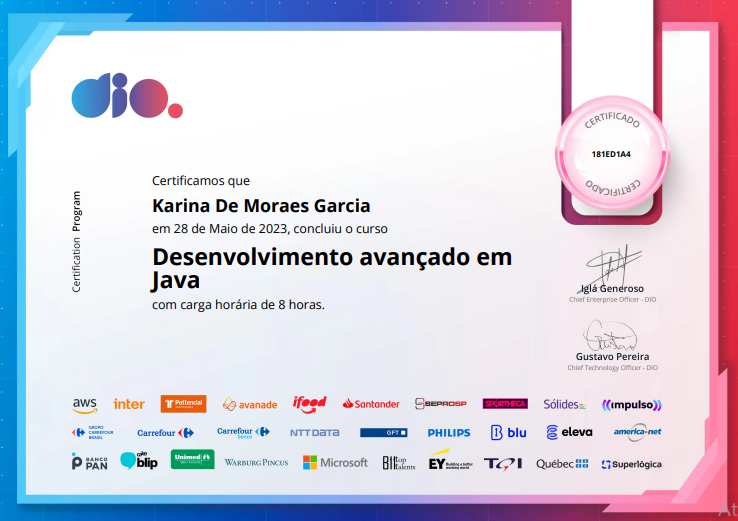 dio.
CERTIFICADO
181ED1A4
CERTIFICADO
Certification Program
Certificamos que
Karina De Moraes Garcia
em 28 de Maio de 2023, concluiu o curso
Desenvolvimento avançado em
Java
com carga horária de 8 horas.
Iglá Generoso
Chief Enterprise Officer - DIO
Gustavo Pereira
Chief Technology Officer - DIO
aws inter Pottencial avanade ifood Santander SEPROSP SPORTHECA Sólides impulso
GRUPO CARREFOUR BRASIL Carrefour Carrefour banco NTT DATA GFT PHILIPS blu eleva america-net
BANCO PAN take blip Unimed WARBURG PINCUS Microsoft BH top talents EY Building a better working world TQI Québec Superlógica
At